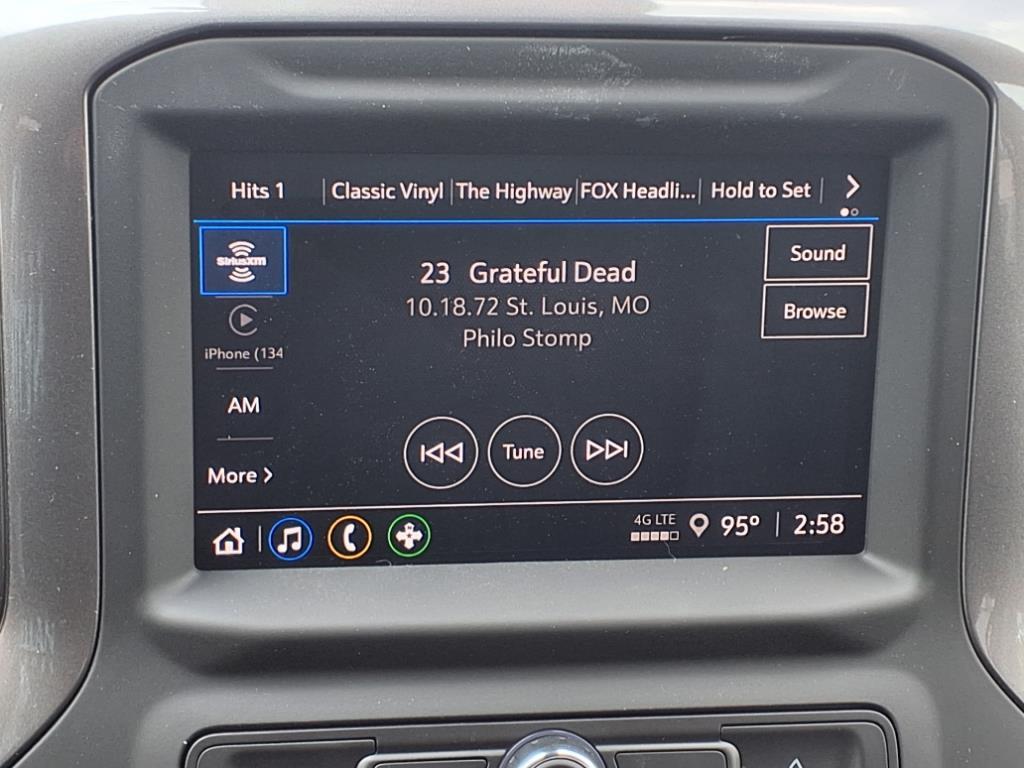 Hits 1 Classic Vinyl The Highway FOX Headli... Hold to Set
SiriusXM
23 Grateful Dead
10.18.72 St. Louis, MO
Philo Stomp
Sound
Browse
iPhone (134
AM
More
Tune
4G LTE
95° 2:58